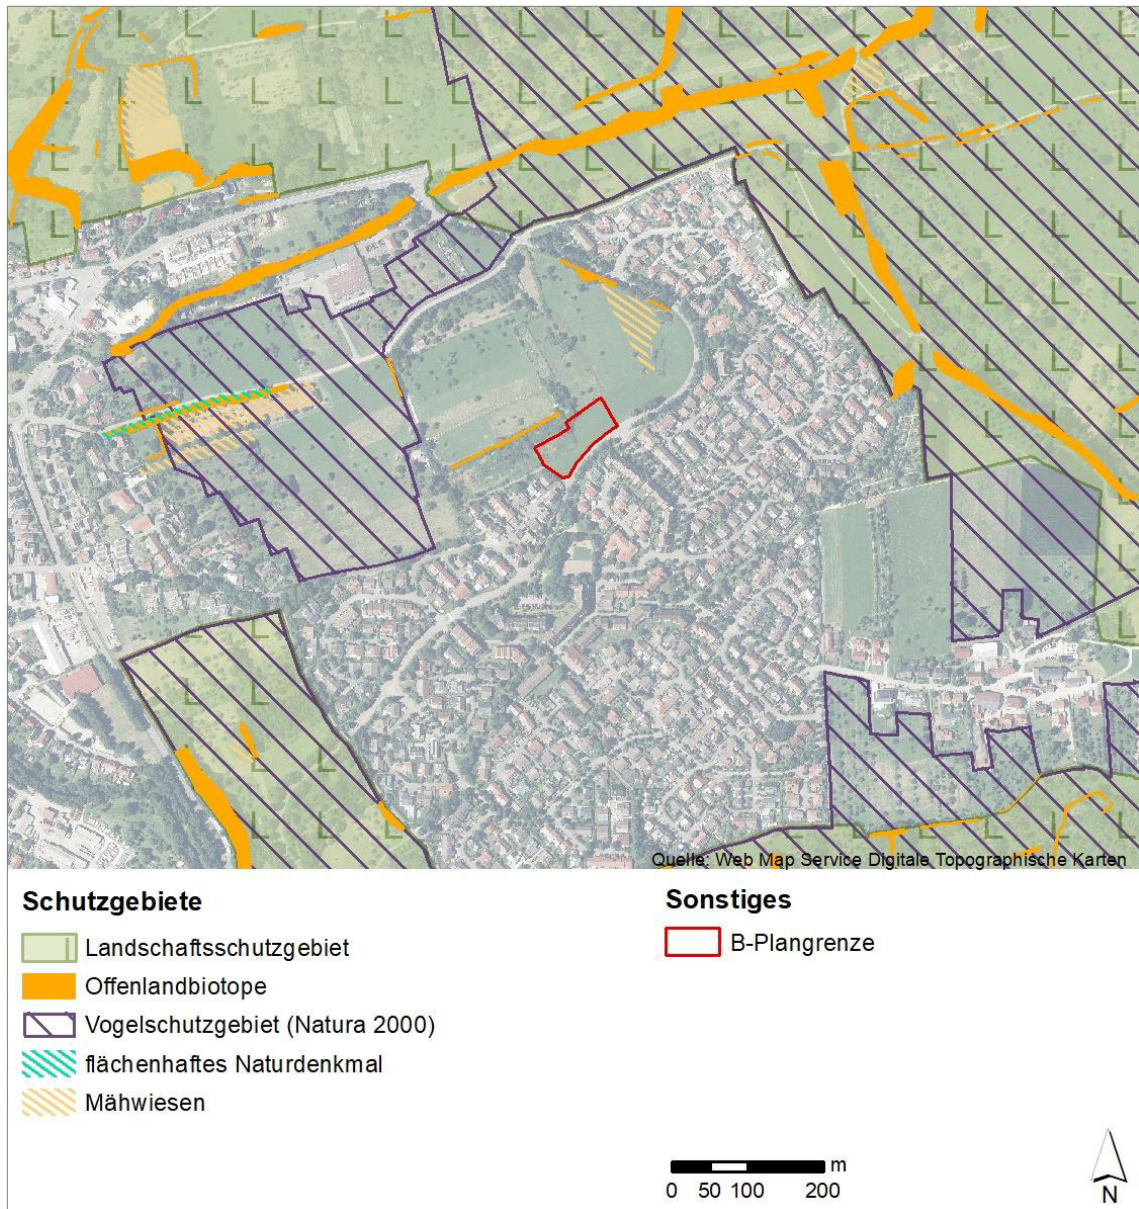 Quelle: Web Map Service Digitale Topographische Karten
Schutzgebiete
Landschaftsschutzgebiet
Offenlandbiotope
Vogelschutzgebiet (Natura 2000)
flächenhaftes Naturdenkmal
Mähwiesen
Sonstiges
B-Plangrenze
m
0 50 100 200
N